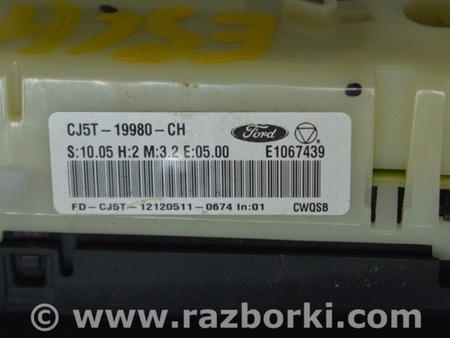 ESCA
CJ5T-19980-CH
Ford
S:10.05 H:2 M:3.2 E:05.00 E1067439
FD-CJ5T-12120511-0674 In:01 CWQSB
© www.razborki.com